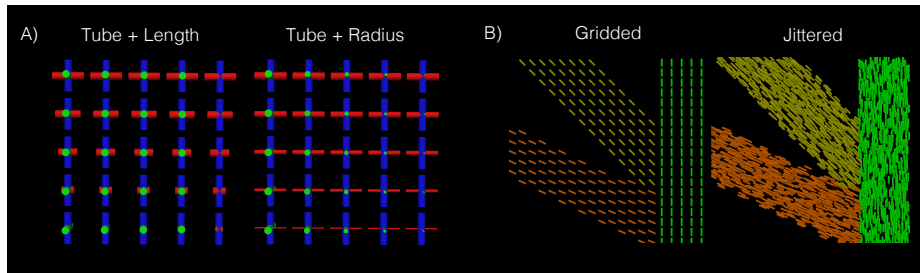 A)
Tube + Length
Tube + Radius
B)
Gridded
Jittered